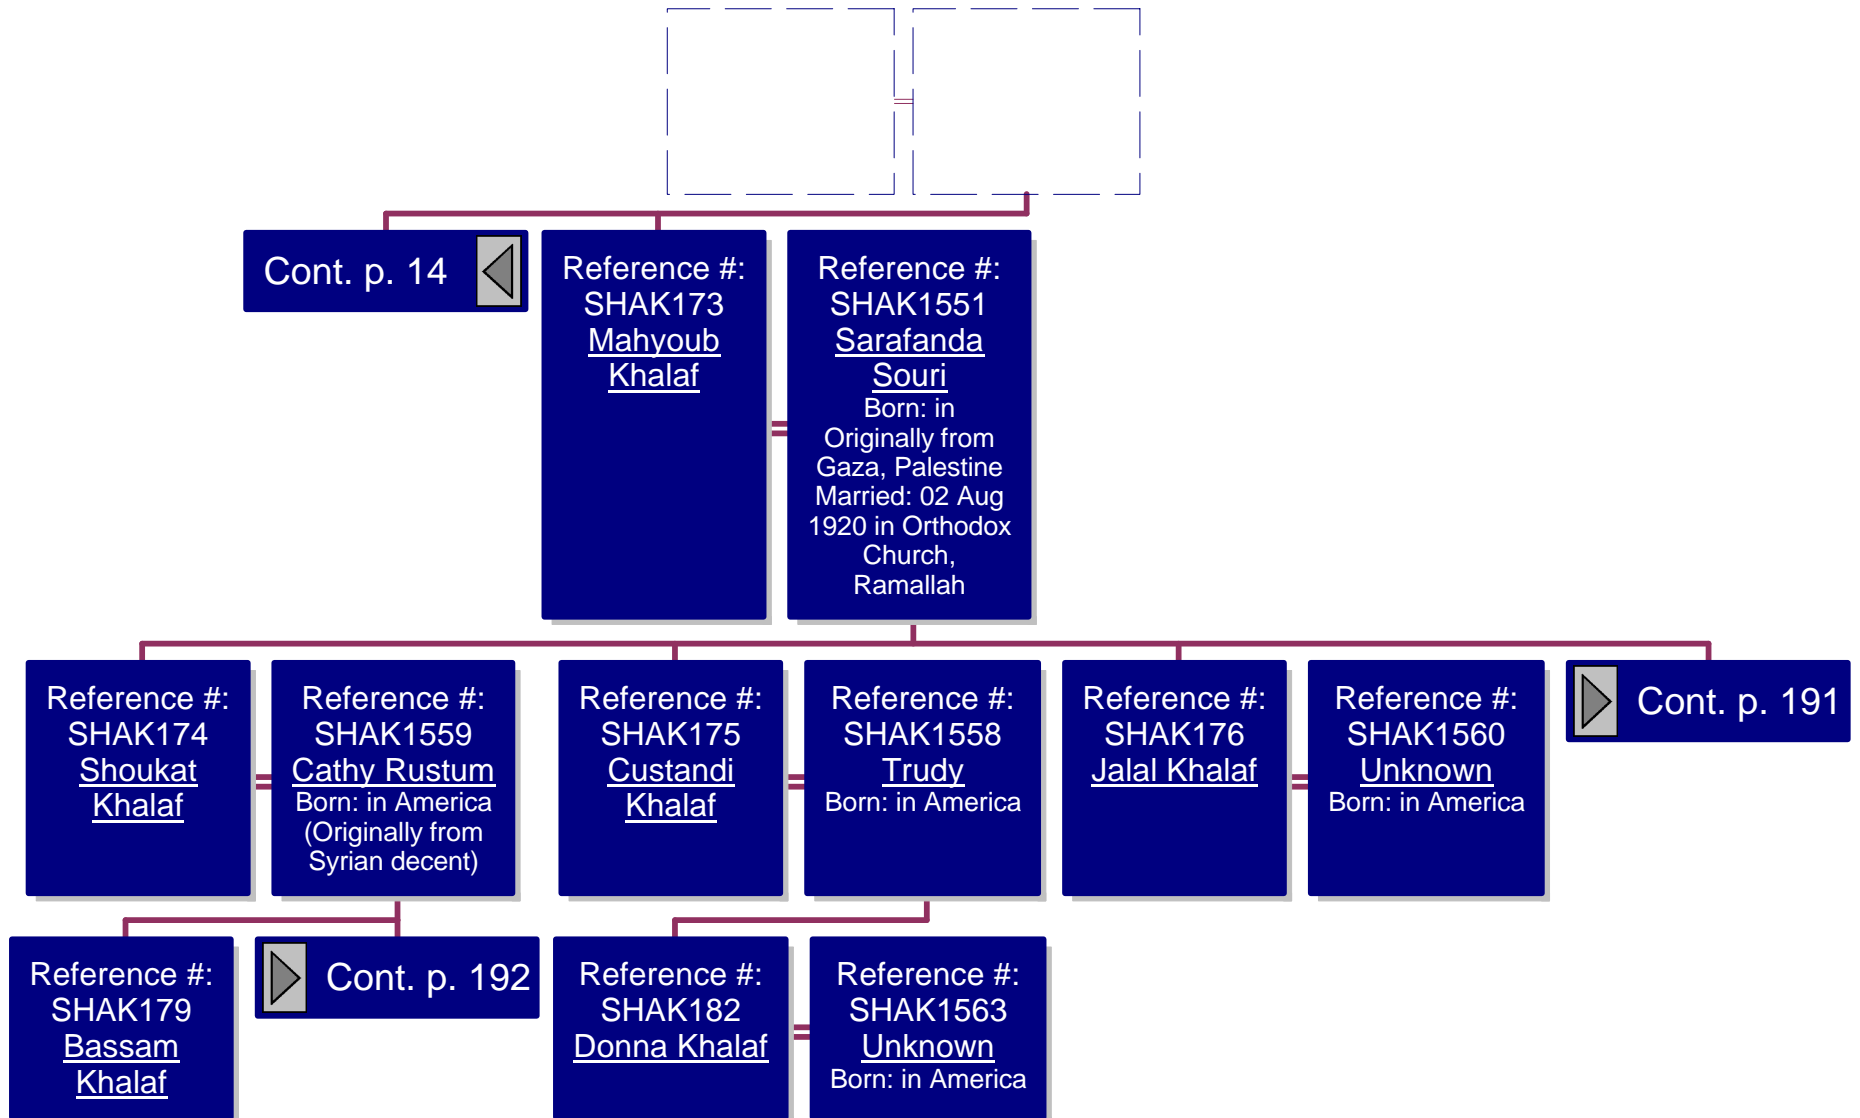 Cont. p. 14
Reference #:
SHAK173
Mahyoub
Khalaf
Reference #:
SHAK1551
Sarafanda
Souri
Born: in
Originally from
Gaza, Palestine
Married: 02 Aug
1920 in Orthodox
Church,
Ramallah
Reference #:
SHAK174
Shoukat
Khalaf
Reference #:
SHAK1559
Cathy Rustum
Born: in America
(Originally from
Syrian decent)
Reference #:
SHAK175
Custandi
Khalaf
Reference #:
SHAK1558
Trudy
Born: in America
Reference #:
SHAK176
Jalal Khalaf
Reference #:
SHAK1560
Unknown
Born: in America
Cont. p. 191
Reference #:
SHAK179
Bassam
Khalaf
Cont. p. 192
Reference #:
SHAK182
Donna Khalaf
Reference #:
SHAK1563
Unknown
Born: in America